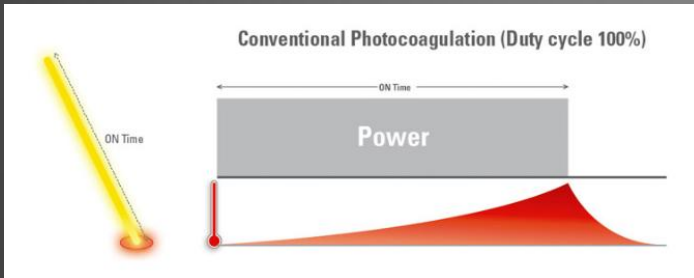 Conventional Photocoagulation (Duty cycle 100%)
ON Time
ON Time
Power